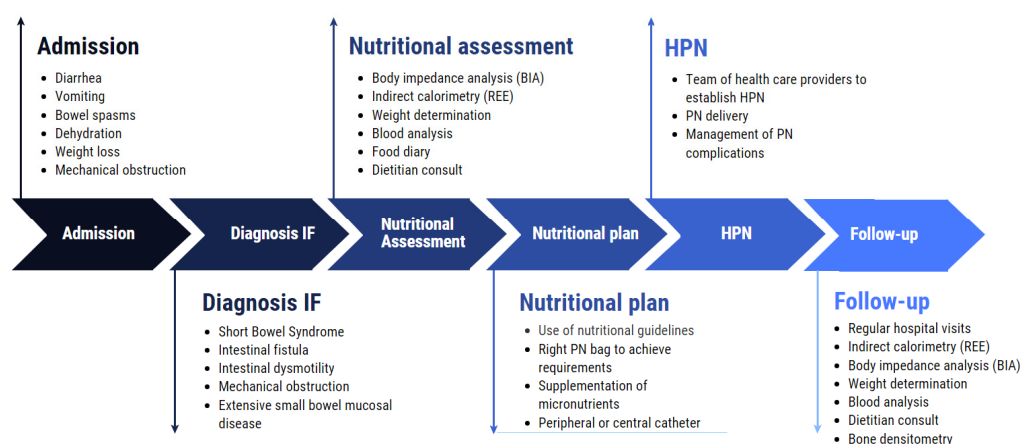 Admission
• Diarrhea
• Vomiting
• Bowel spasms
• Dehydration
• Weight loss
• Mechanical obstruction
Nutritional assessment
• Body impedance analysis (BIA)
• Indirect calorimetry (REE)
• Weight determination
• Blood analysis
• Food diary
• Dietitian consult
HPN
• Team of health care providers to
establish HPN
• PN delivery
• Management of PN
complications
Admission
Diagnosis IF
Nutritional
Assessment
Nutritional plan
HPN
Follow-up
Diagnosis IF
• Short Bowel Syndrome
• Intestinal fistula
• Intestinal dysmotility
• Mechanical obstruction
• Extensive small bowel mucosal
disease
Nutritional plan
• Use of nutritional guidelines
• Right PN bag to achieve
requirements
• Supplementation of
micronutrients
• Peripheral or central catheter
Follow-up
• Regular hospital visits
• Indirect calorimetry (REE)
• Body impedance analysis (BIA)
• Weight determination
• Blood analysis
• Dietitian consult
• Bone densitometry